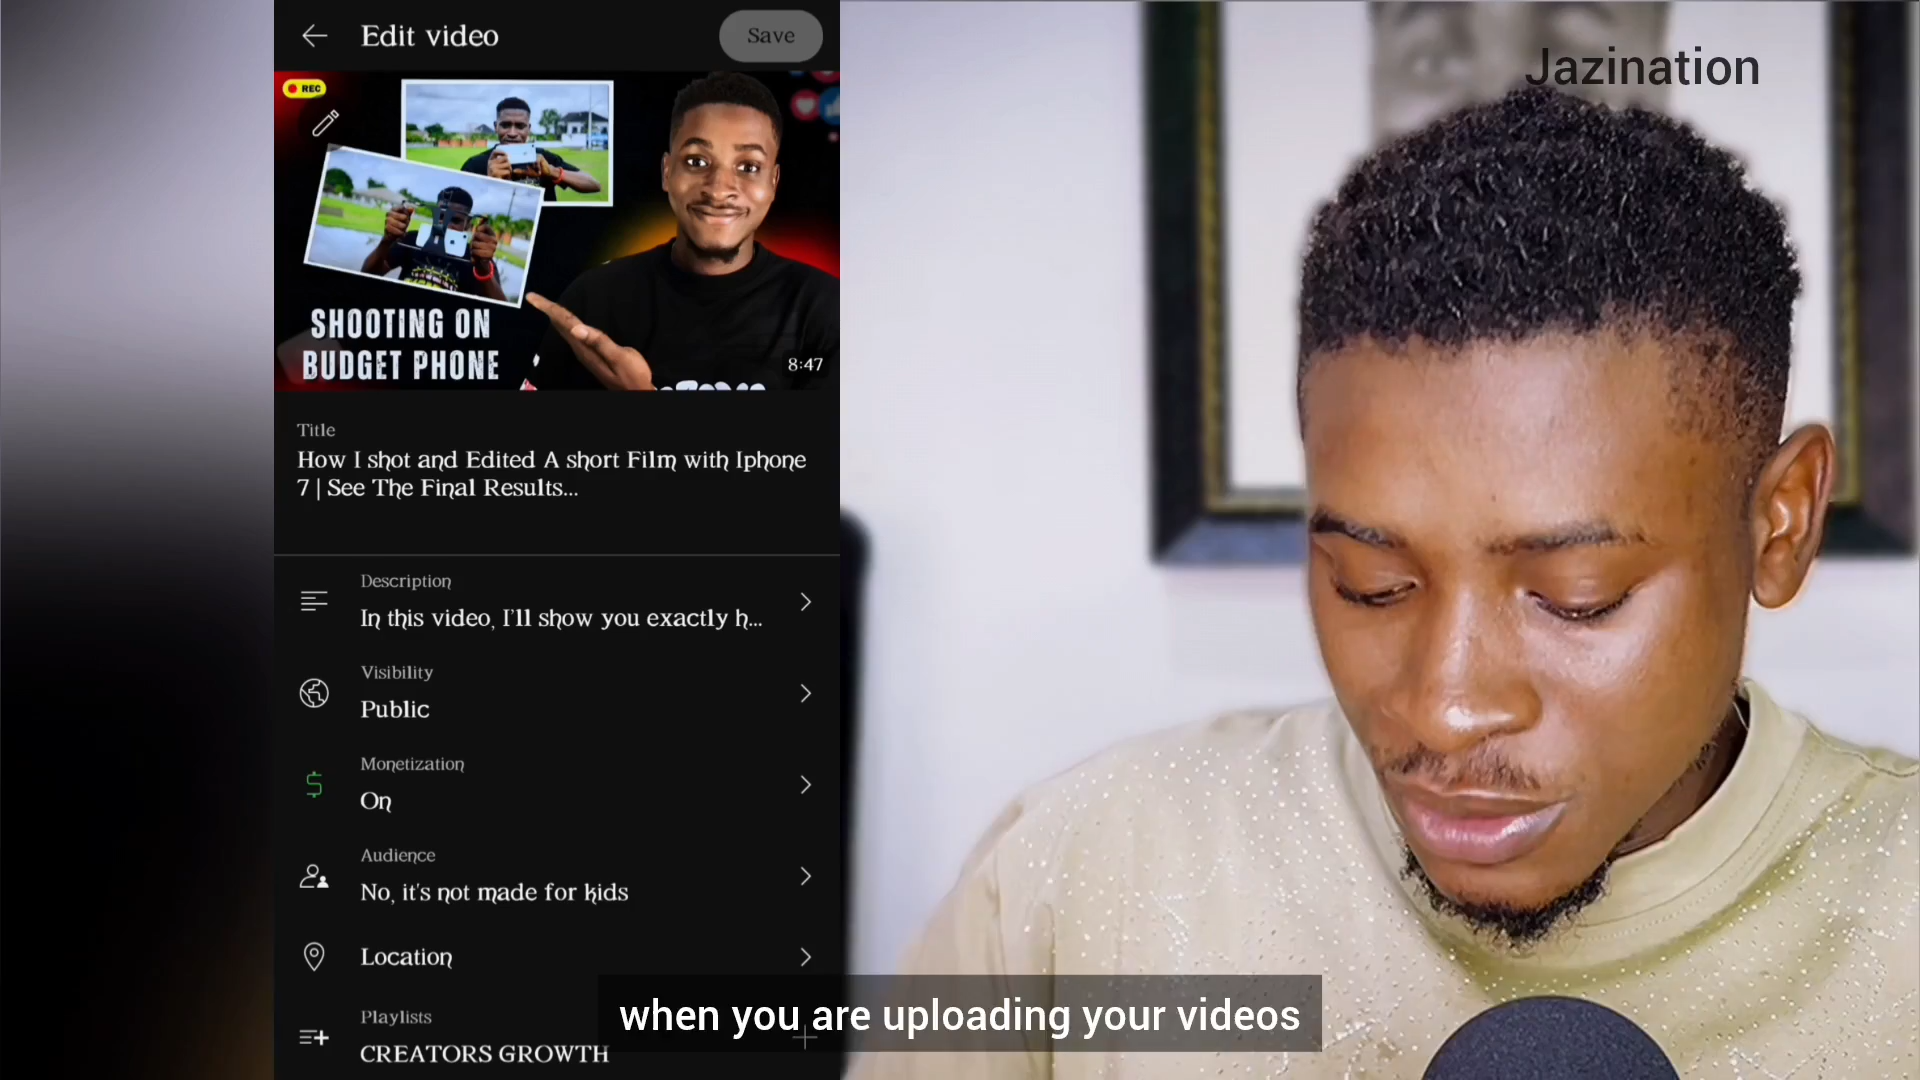 Edit video
Save
Jazination
REC
SHOOTING ON
BUDGET PHONE
8:47
Title
How I shot and Edited A short Film with Iphone
7 | See The Final Results...
Description
In this video, I'll show you exactly h...
Visibility
Public
Monetization
On
Audience
No, it's not made for kids
Location
Playlists
CREATORS GROWTH
when you are uploading your videos